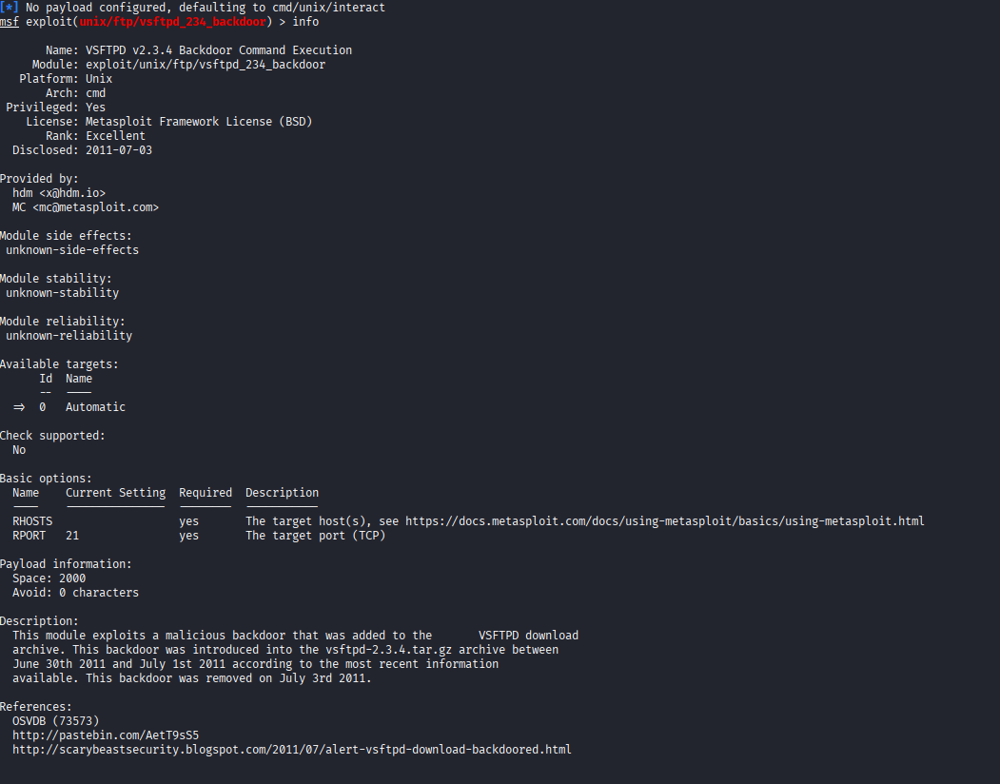 [*] No payload configured, defaulting to cmd/unix/interact
msf exploit(unix/ftp/vsftpd_234_backdoor) > info
Name: VSFTPD v2.3.4 Backdoor Command Execution
Module: exploit/unix/ftp/vsftpd_234_backdoor
Platform: Unix
Arch: cmd
Privileged: Yes
License: Metasploit Framework License (BSD)
Rank: Excellent
Disclosed: 2011-07-03
Provided by:
hdm <x@hdm.io>
MC <mc@metasploit.com>
Module side effects:
unknown-side-effects
Module stability:
unknown-stability
Module reliability:
unknown-reliability
Available targets:
Id  Name
--  ----
=>  0   Automatic
Check supported:
No
Basic options:
Name    Current Setting  Required  Description
----    ---------------  --------  -----------
RHOSTS                   yes       The target host(s), see https://docs.metasploit.com/docs/using-metasploit/basics/using-metasploit.html
RPORT   21               yes       The target port (TCP)
Payload information:
Space: 2000
Avoid: 0 characters
Description:
This module exploits a malicious backdoor that was added to the       VSFTPD download
archive. This backdoor was introduced into the vsftpd-2.3.4.tar.gz archive between
June 30th 2011 and July 1st 2011 according to the most recent information
available. This backdoor was removed on July 3rd 2011.
References:
OSVDB (73573)
http://pastebin.com/AetT9sS5
http://scarybeastsecurity.blogspot.com/2011/07/alert-vsftpd-download-backdoored.html